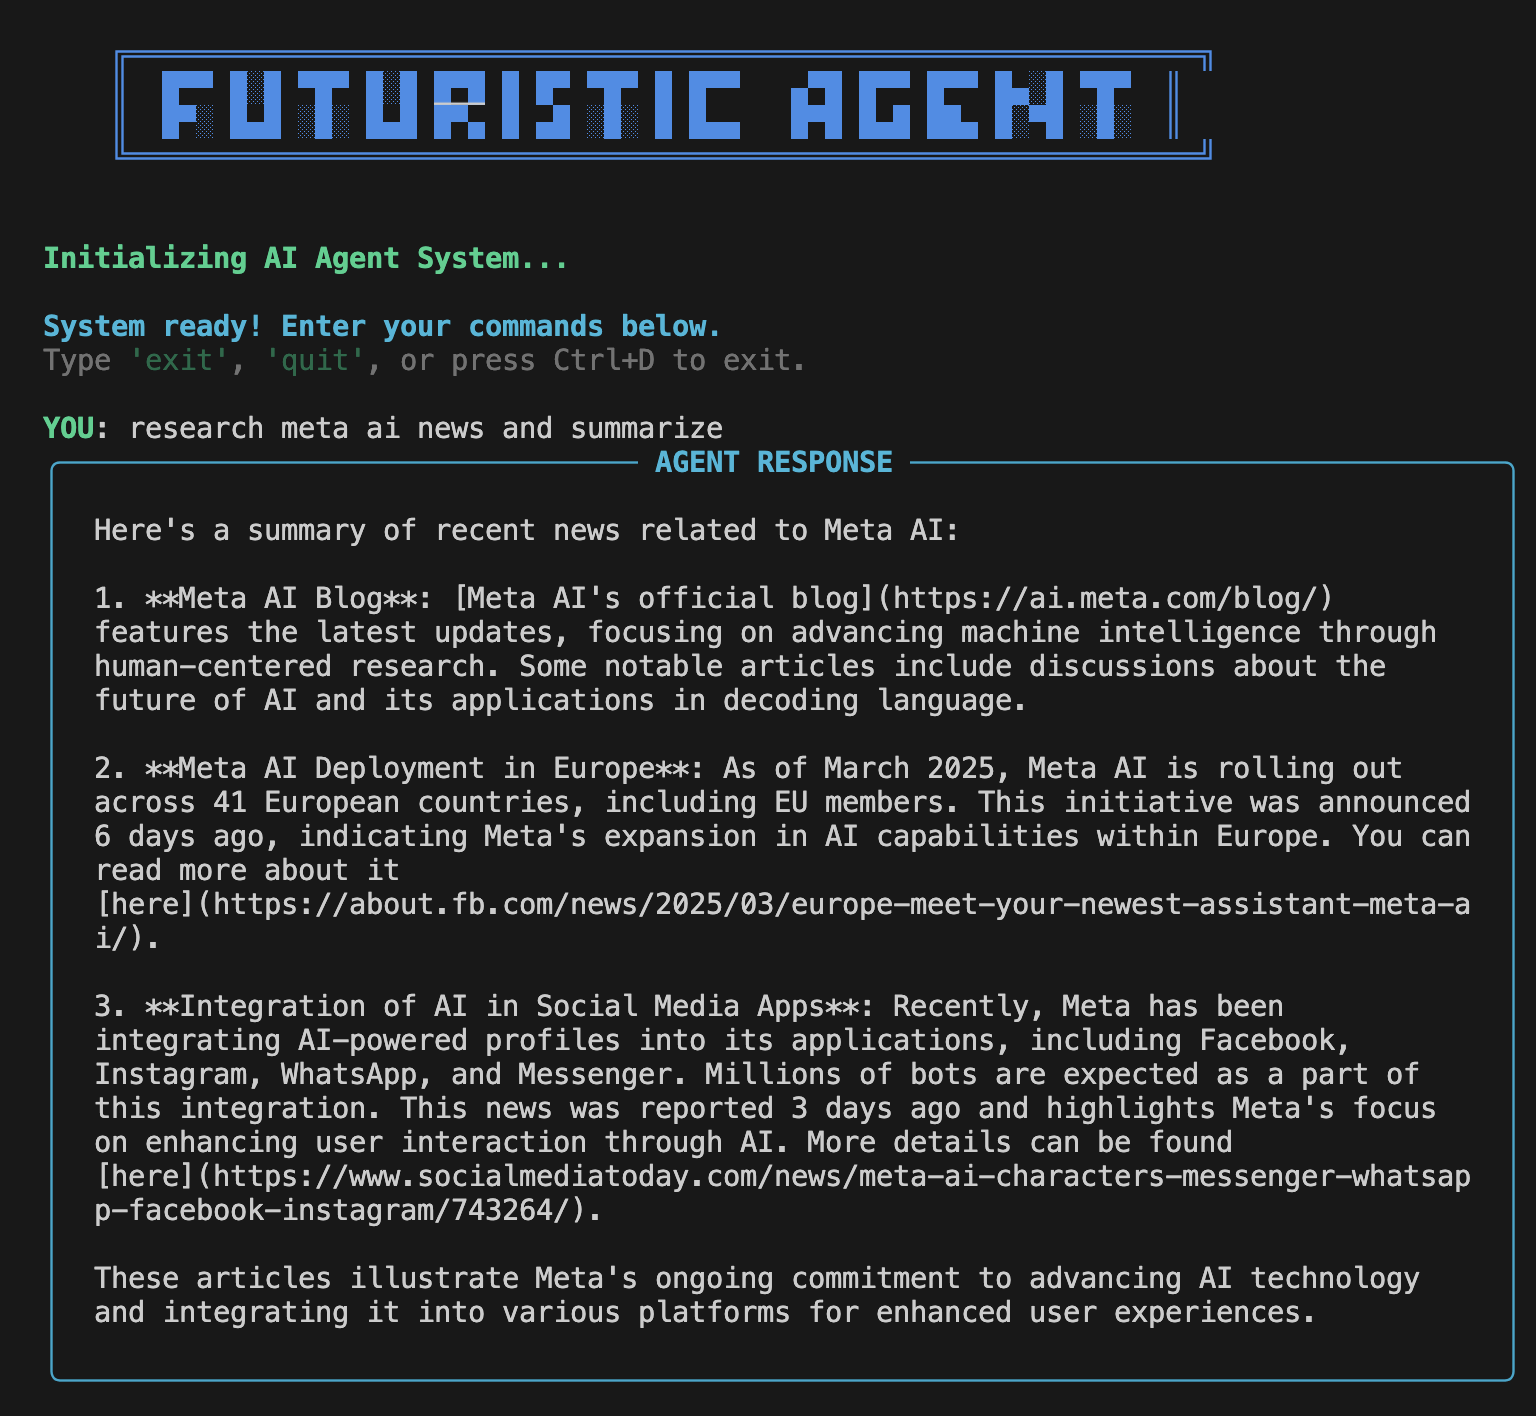 FUTURISTIC AGENT
Initializing AI Agent System...
System ready! Enter your commands below.
Type 'exit', 'quit', or press Ctrl+D to exit.
YOU: research meta ai news and summarize
AGENT RESPONSE
Here's a summary of recent news related to Meta AI:
1. **Meta AI Blog**: [Meta AI's official blog](https://ai.meta.com/blog/)
features the latest updates, focusing on advancing machine intelligence through
human-centered research. Some notable articles include discussions about the
future of AI and its applications in decoding language.
2. **Meta AI Deployment in Europe**: As of March 2025, Meta AI is rolling out
across 41 European countries, including EU members. This initiative was announced
6 days ago, indicating Meta's expansion in AI capabilities within Europe. You can
read more about it
[here](https://about.fb.com/news/2025/03/europe-meet-your-newest-assistant-meta-a
i/).
3. **Integration of AI in Social Media Apps**: Recently, Meta has been
integrating AI-powered profiles into its applications, including Facebook,
Instagram, WhatsApp, and Messenger. Millions of bots are expected as a part of
this integration. This news was reported 3 days ago and highlights Meta's focus
on enhancing user interaction through AI. More details can be found
[here](https://www.socialmediatoday.com/news/meta-ai-characters-messenger-whatsap
p-facebook-instagram/743264/).
These articles illustrate Meta's ongoing commitment to advancing AI technology
and integrating it into various platforms for enhanced user experiences.